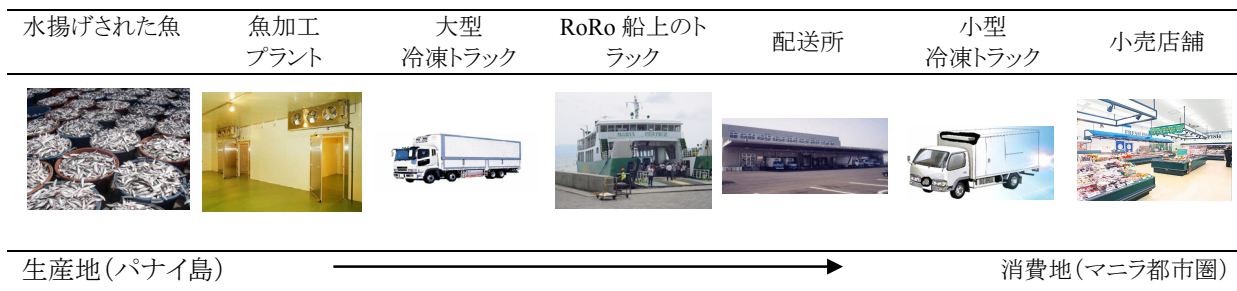 水揚げされた魚
魚加工
プラント
大型
冷凍トラック
RoRo 船上のト
ラック
配送所
小型
冷凍トラック
小売店舗
生産地（パナイ島）
消費地（マニラ都市圏）